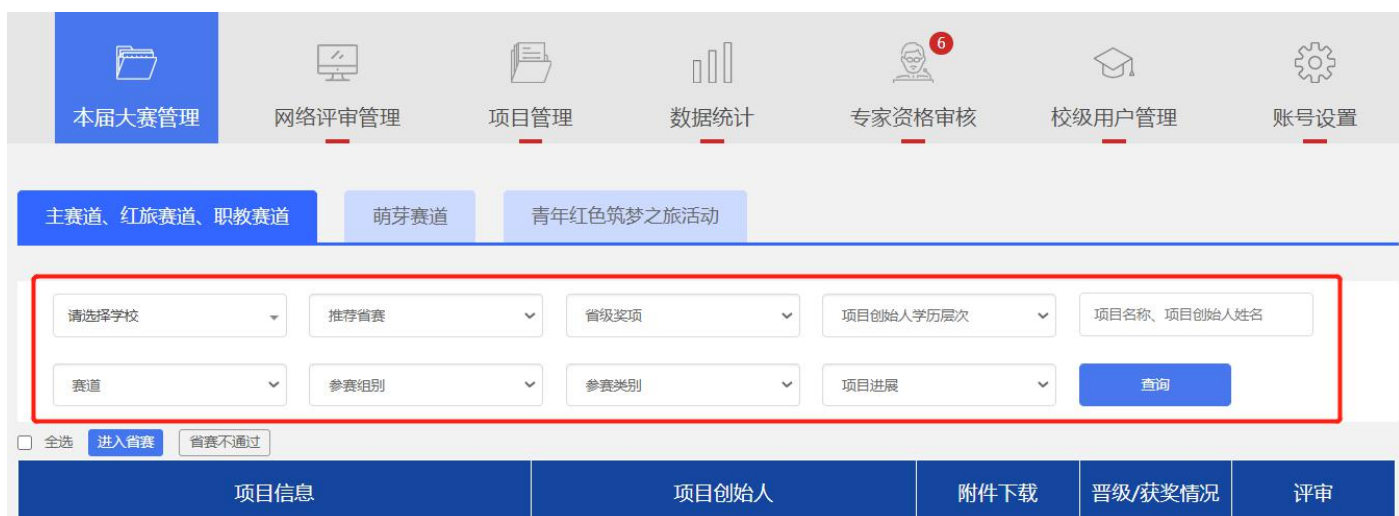 6
本届大赛管理 网络评审管理 项目管理 数据统计 专家资格审核 校级用户管理 账号设置
主赛道、红旅赛道、职教赛道 萌芽赛道 青年红色筑梦之旅活动
请选择学校 推荐省赛 省级奖项 项目创始人学历层次 项目名称、项目创始人姓名
赛道 参赛组别 参赛类别 项目进展 查询
全选 进入省赛 省赛不通过
项目信息 项目创始人 附件下载 晋级/获奖情况 评审